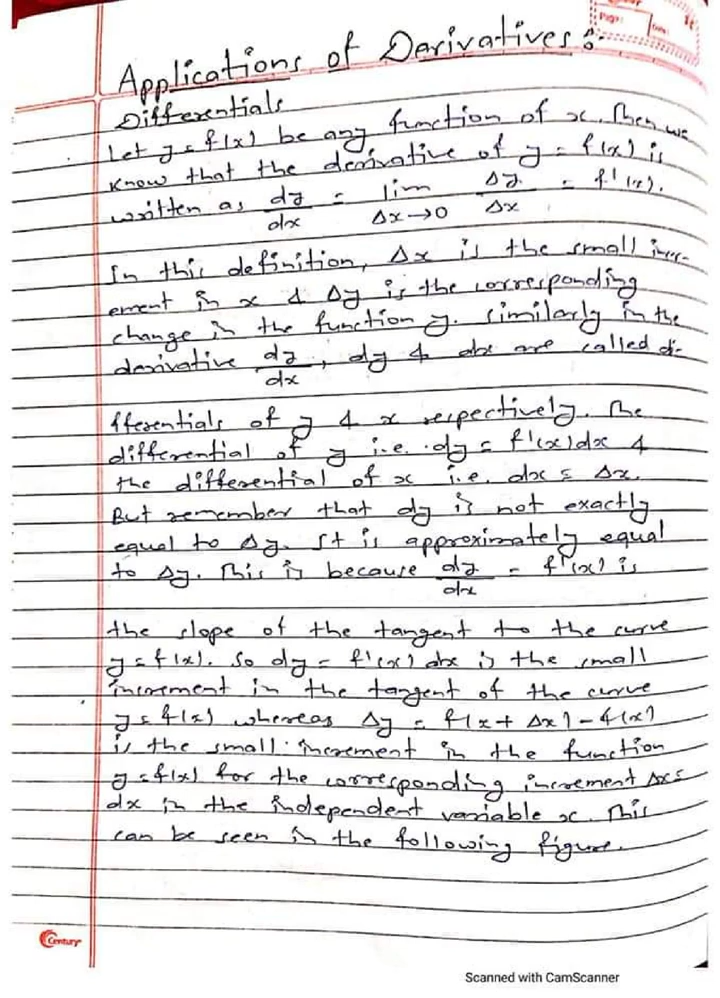 Applications of Derivatives :-
Differentials
Let y = f(x) be any function of x. Then we
know that the derivative of y = f(x) is
written as dy/dx = lim Δx→0 Δy/Δx = f'(x).
In this definition, Δx is the small incr-
ement in x & Δy is the corresponding
change in the function y. Similarly in the
derivative dy/dx, dy & dx are called di-
fferentials of y & x respectively. The
differential of y i.e. dy = f'(x)dx &
the differential of x i.e. dx = Δx.
But remember that dy is not exactly
equal to Δy. It is approximately equal
to Δy. This is because dy/dx = f'(x) is
the slope of the tangent to the curve
y = f(x). So dy = f'(x) dx is the small
increment in the tangent of the curve
y = f(x) whereas Δy = f(x + Δx) - f(x)
is the small increment in the function
y = f(x) for the corresponding increment Δx =
dx in the independent variable x. This
can be seen in the following figure.
Century
Scanned with CamScanner